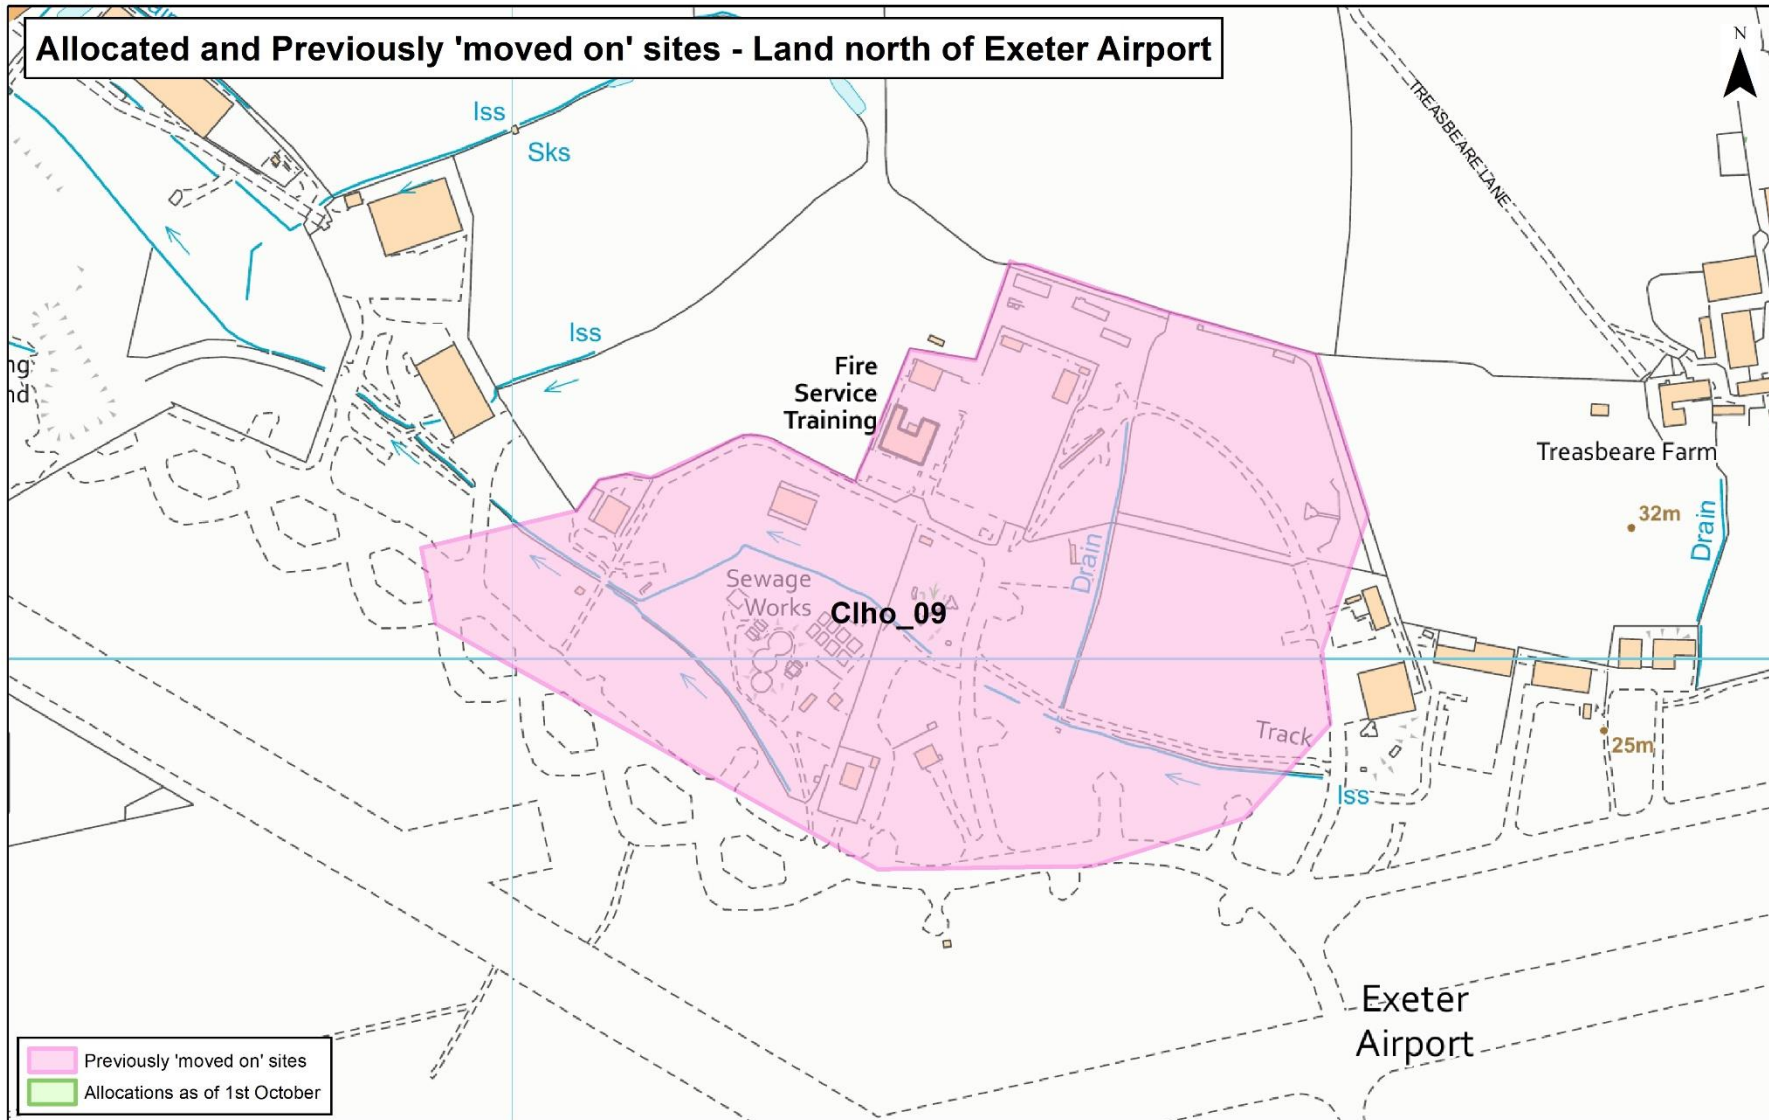 Allocated and Previously 'moved on' sites - Land north of Exeter Airport
N
Iss
Sks
TREASBEARE LANE
Iss
Fire
Service
Training
Treasbeare Farm
32m
Drain
Drain
Sewage
Works
Clho_09
Track
25m
Iss
Exeter
Airport
Previously 'moved on' sites
Allocations as of 1st October